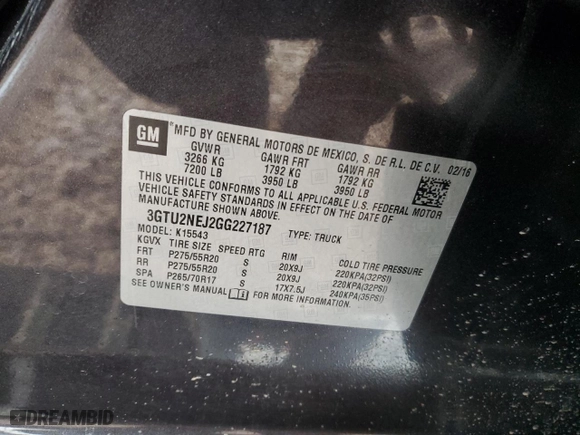 GM
MFD BY GENERAL MOTORS DE MEXICO, S. DE R.L. DE C.V. 02/16
GVWR GAWR FRT GAWR RR
3266 KG 1792 KG 1792 KG
7200 LB 3950 LB 3950 LB
THIS VEHICLE CONFORMS TO ALL APPLICABLE U.S. FEDERAL MOTOR
VEHICLE SAFETY STANDARDS IN EFFECT ON THE DATE OF
MANUFACTURE SHOWN ABOVE.
3GTU2NEJ2GG227187 TYPE: TRUCK
MODEL: K15543
KGVX TIRE SIZE SPEED RTG RIM COLD TIRE PRESSURE
FRT P275/55R20 S 20X9J 220KPA(32PSI)
RR P275/55R20 S 20X9J 220KPA(32PSI)
SPA P265/70R17 S 17X7.5J 240KPA(35PSI)
SEE OWNER'S MANUAL FOR MORE INFORMATION.
DREAMBID